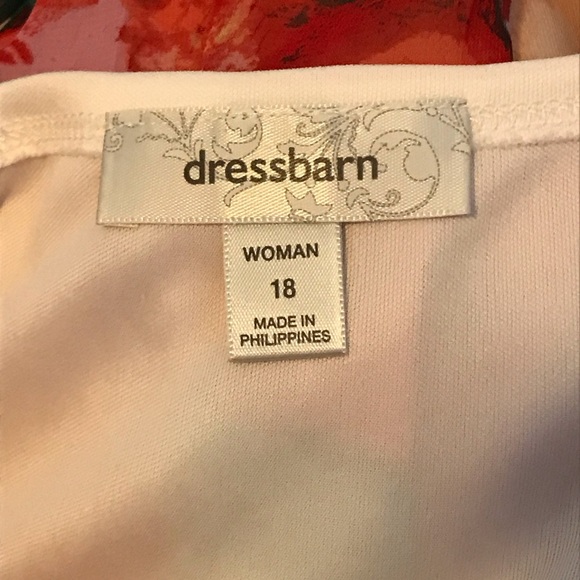 dressbarn
WOMAN
18
MADE IN
PHILIPPINES